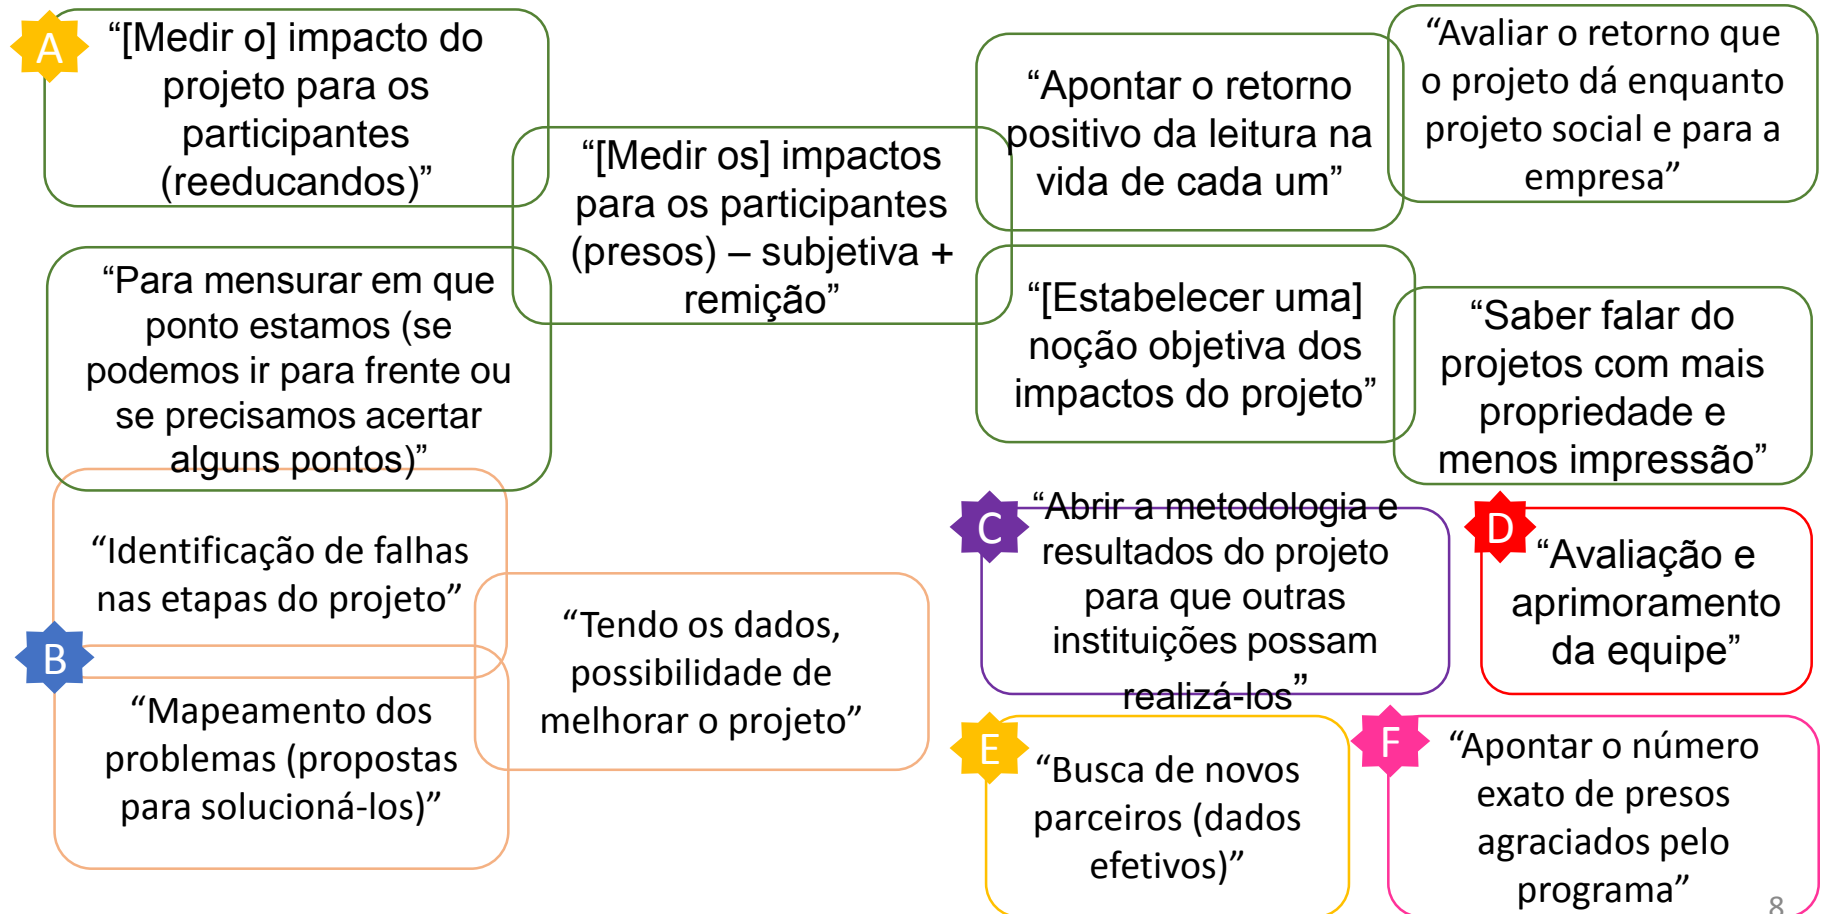 A
“[Medir o] impacto do
projeto para os
participantes
(reeducandos)”
“[Medir os] impactos
para os participantes
(presos) – subjetiva +
remição”
“Apontar o retorno
positivo da leitura na
vida de cada um”
“Avaliar o retorno que
o projeto dá enquanto
projeto social e para a
empresa”
“Para mensurar em que
ponto estamos (se
podemos ir para frente ou
se precisamos acertar
alguns pontos)”
“[Estabelecer uma]
noção objetiva dos
impactos do projeto”
“Saber falar do
projetos com mais
propriedade e
menos impressão”
B
“Identificação de falhas
nas etapas do projeto”
“Mapeamento dos
problemas (propostas
para solucioná-los)”
“Tendo os dados,
possibilidade de
melhorar o projeto”
C
“Abrir a metodologia e
resultados do projeto
para que outras
instituições possam
realizá-los”
D
“Avaliação e
aprimoramento
da equipe”
E
“Busca de novos
parceiros (dados
efetivos)”
F
“Apontar o número
exato de presos
agraciados pelo
programa”
8